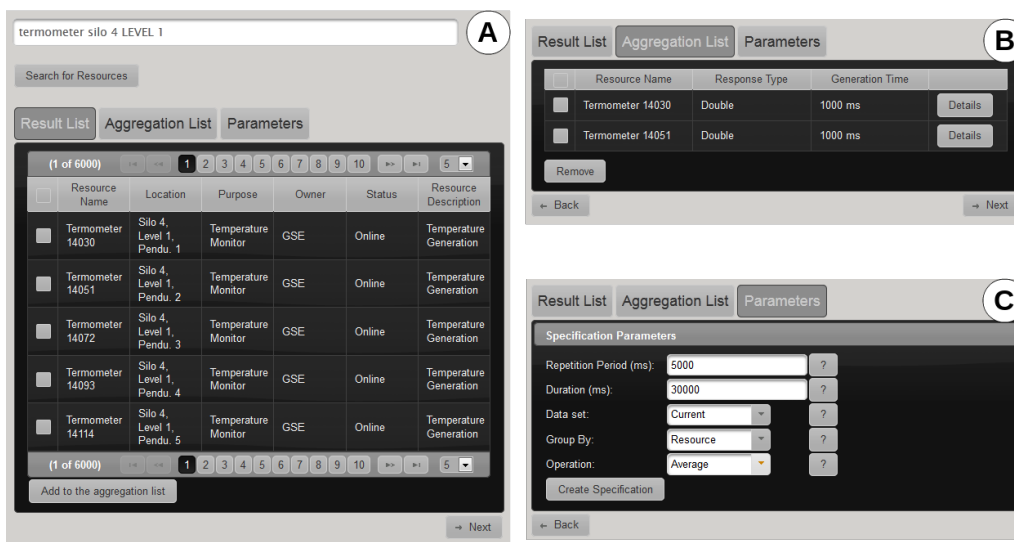 termometer silo 4 LEVEL 1
A
Search for Resources
Result List Aggregation List Parameters
(1 of 6000) 1 2 3 4 5 6 7 8 9 10 5
Resource Name Location Purpose Owner Status Resource Description
Termometer 14030 Silo 4, Level 1, Pendu. 1 Temperature Monitor GSE Online Temperature Generation
Termometer 14051 Silo 4, Level 1, Pendu. 2 Temperature Monitor GSE Online Temperature Generation
Termometer 14072 Silo 4, Level 1, Pendu. 3 Temperature Monitor GSE Online Temperature Generation
Termometer 14093 Silo 4, Level 1, Pendu. 4 Temperature Monitor GSE Online Temperature Generation
Termometer 14114 Silo 4, Level 1, Pendu. 5 Temperature Monitor GSE Online Temperature Generation
(1 of 6000) 1 2 3 4 5 6 7 8 9 10 5
Add to the aggregation list
→ Next
B
Result List Aggregation List Parameters
Resource Name Response Type Generation Time
Termometer 14030 Double 1000 ms Details
Termometer 14051 Double 1000 ms Details
Remove
← Back → Next
C
Result List Aggregation List Parameters
Specification Parameters
Repetition Period (ms): 5000 ?
Duration (ms): 30000 ?
Data set: Current ?
Group By: Resource ?
Operation: Average ?
Create Specification
← Back